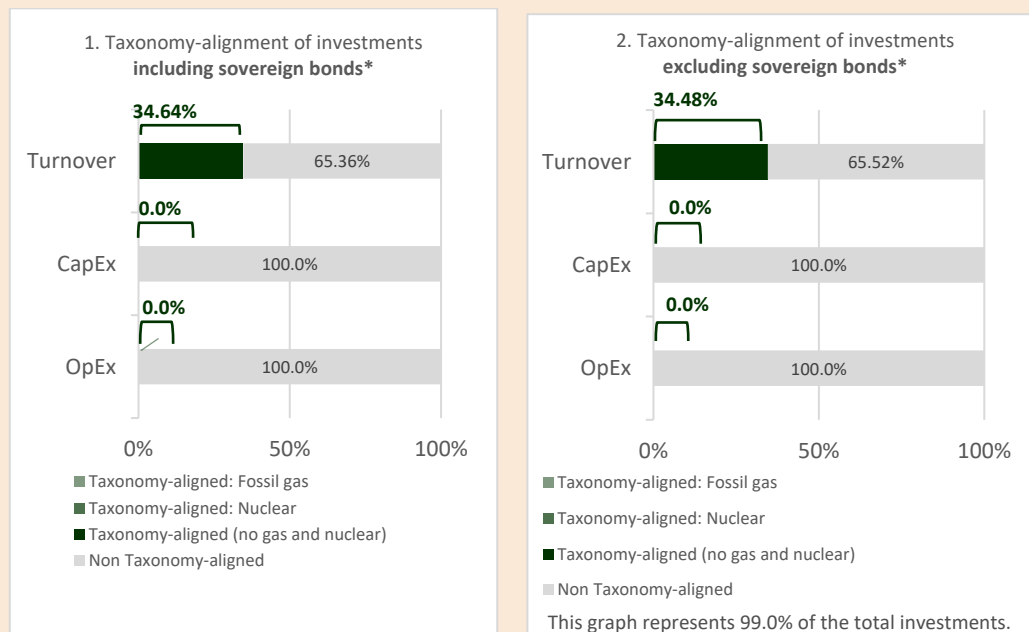 1. Taxonomy-alignment of investments
including sovereign bonds*
34.64%
Turnover
65.36%
0.0%
CapEx
100.0%
0.0%
OpEx
100.0%
0%
50%
100%
Taxonomy-aligned: Fossil gas
Taxonomy-aligned: Nuclear
Taxonomy-aligned (no gas and nuclear)
Non Taxonomy-aligned
2. Taxonomy-alignment of investments
excluding sovereign bonds*
34.48%
Turnover
65.52%
0.0%
CapEx
100.0%
0.0%
OpEx
100.0%
0%
50%
100%
Taxonomy-aligned: Fossil gas
Taxonomy-aligned: Nuclear
Taxonomy-aligned (no gas and nuclear)
Non Taxonomy-aligned
This graph represents 99.0% of the total investments.